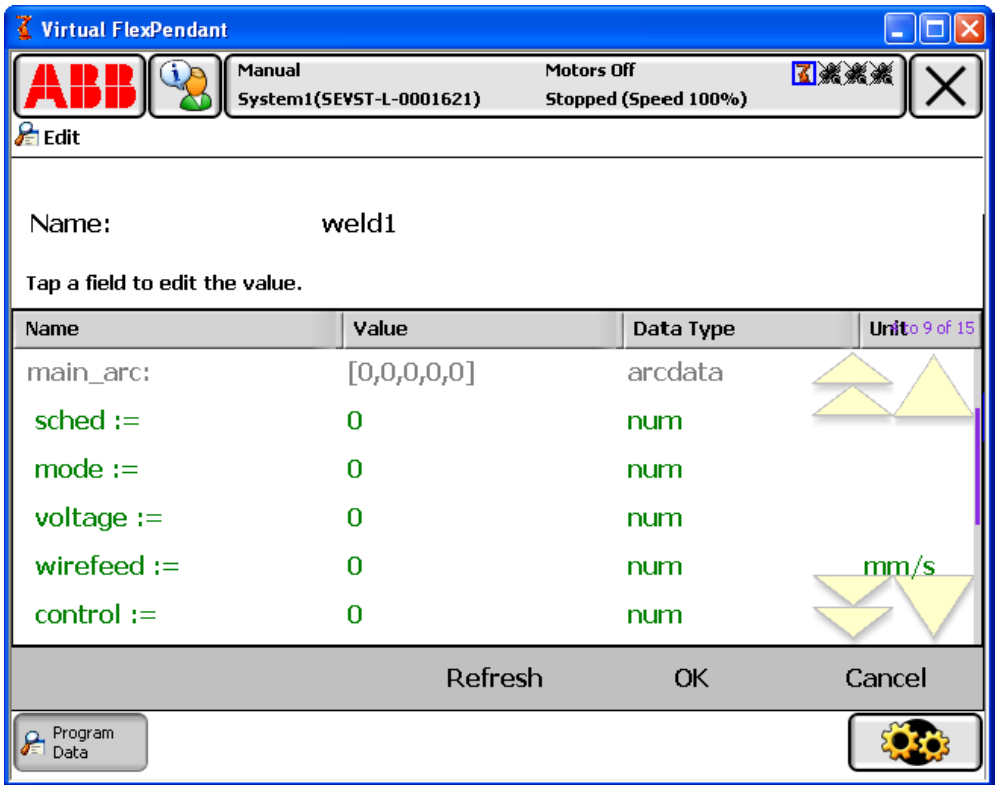 Virtual FlexPendant
ABB
Manual Motors Off
System1(SEVST-L-0001621) Stopped (Speed 100%)
Edit
Name: weld1
Tap a field to edit the value.
Name Value Data Type Unit to 9 of 15
main_arc: [0,0,0,0,0] arcdata
sched := 0 num
mode := 0 num
voltage := 0 num
wirefeed := 0 num mm/s
control := 0 num
Refresh OK Cancel
Program
Data